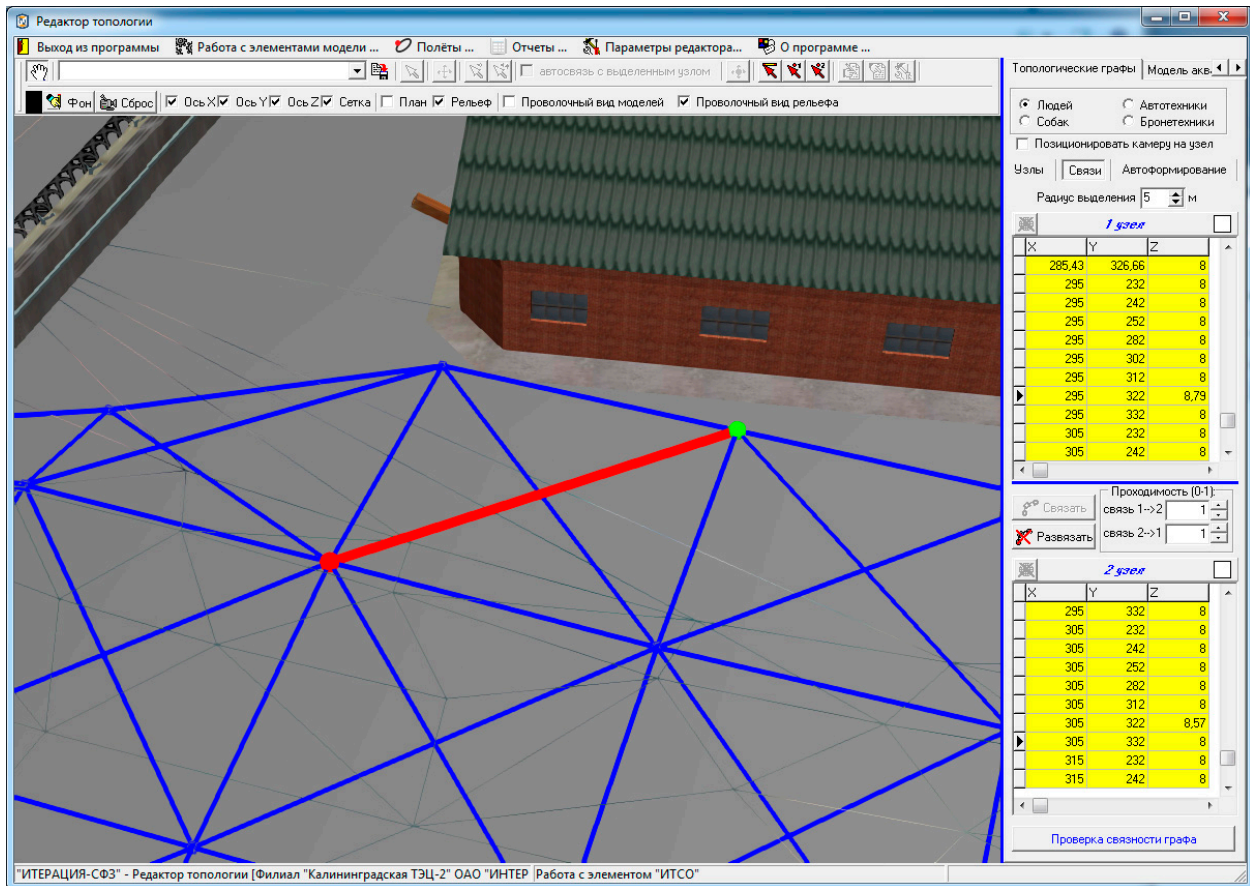 Редактор топологии
Выход из программы Работа с элементами модели ... Полёты ... Отчеты ... Параметры редактора... О программе ...
автосвязь с выделенным узлом
Фон Сброс Ось X Ось Y Ось Z Сетка План Рельеф Проволочный вид моделей Проволочный вид рельефа
Топологические графы Модель акв
Людей Автотехники
Собак Бронетехники
Позиционировать камеру на узел
Узлы Связи Автоформирование
Радиус выделения 5 м
1 узел
X Y Z
285,43 326,66 8
295 232 8
295 242 8
295 252 8
295 282 8
295 302 8
295 312 8
295 322 8,79
295 332 8
305 232 8
305 242 8
Проходимость (0-1):
Связать связь 1-->2 1
Развязать связь 2-->1 1
2 узел
X Y Z
295 332 8
305 232 8
305 242 8
305 252 8
305 282 8
305 312 8
305 322 8,57
305 332 8
315 232 8
315 242 8
Проверка связности графа
"ИТЕРАЦИЯ-СФЗ" - Редактор топологии [Филиал "Калининградская ТЭЦ-2" ОАО "ИНТЕР Работа с элементом "ИТСО"